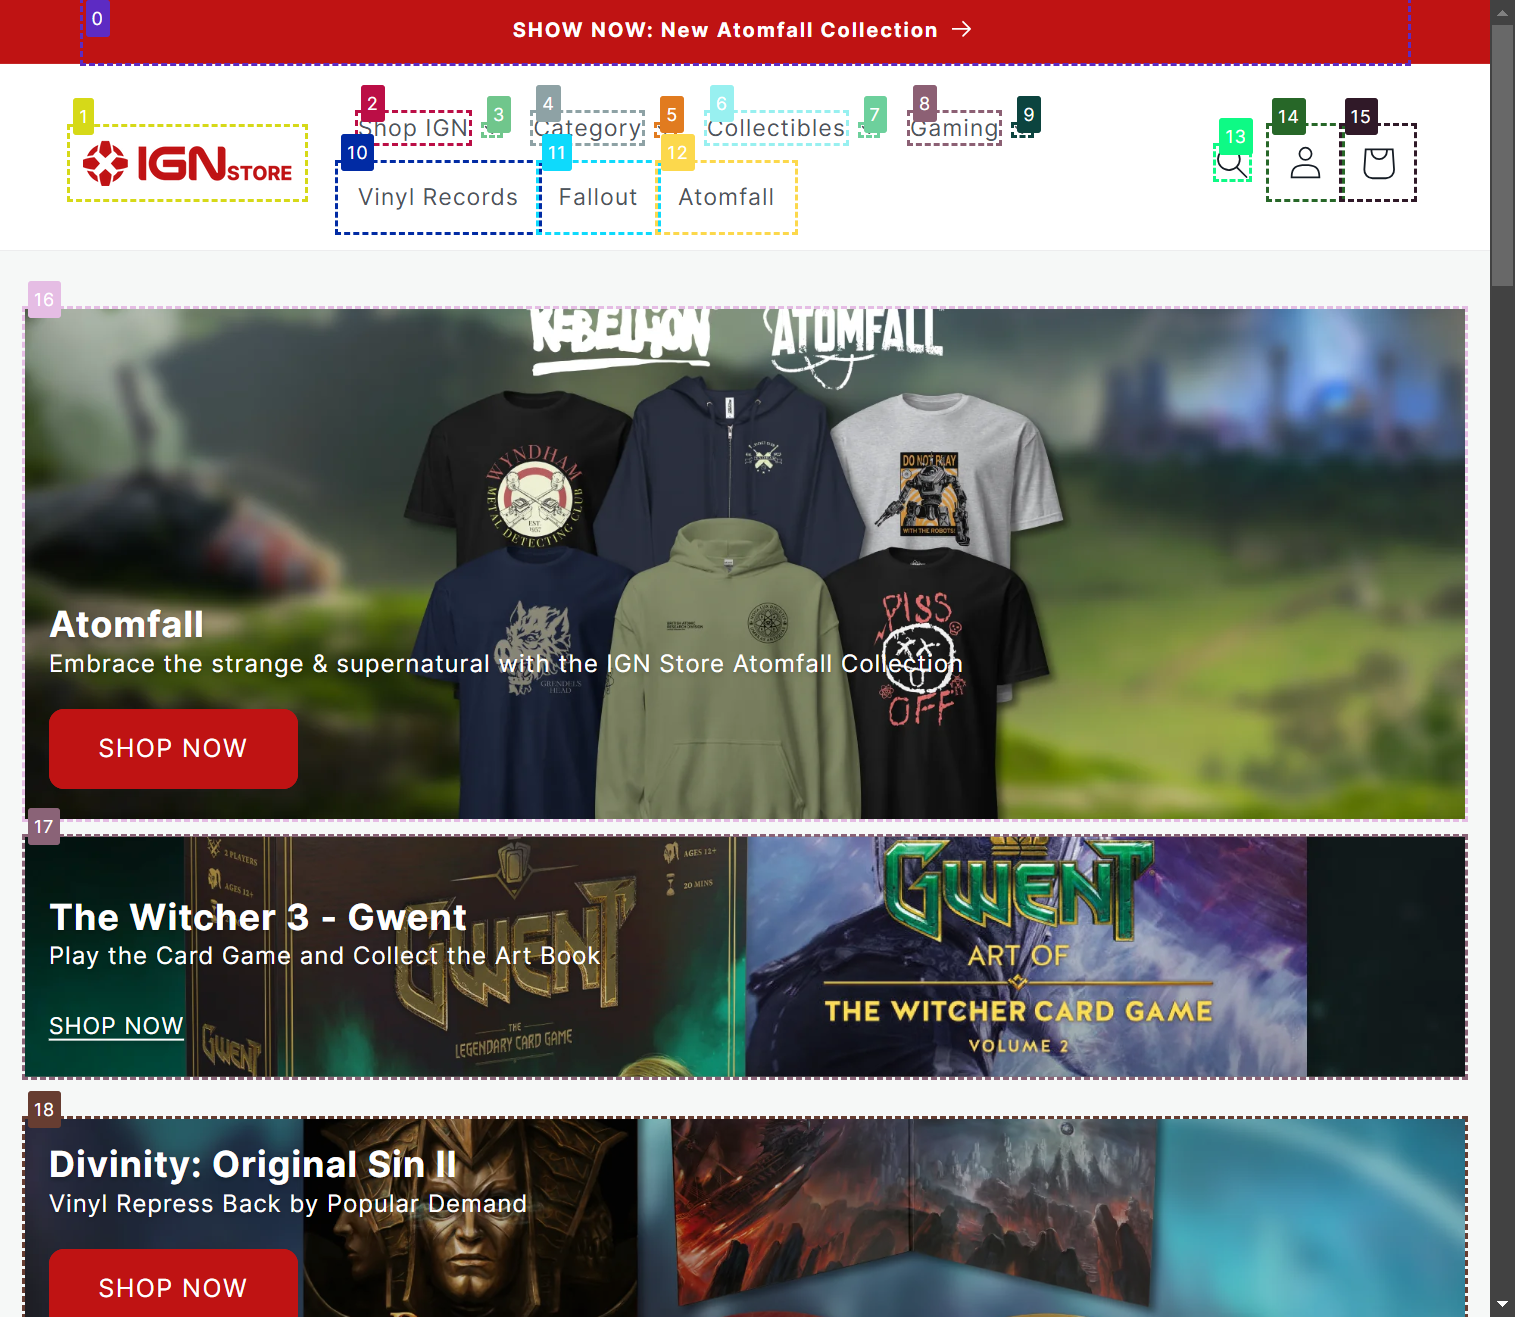 0
SHOW NOW: New Atomfall Collection
1
IGN STORE
2
3
4
5
6
7
8
9
Shop IGN
Category
Collectibles
Gaming
10
11
12
Vinyl Records
Fallout
Atomfall
13
14
15
16
REBELLION
ATOMFALL
WYNDHAM
METAL DETECTING CLUB
EST.
DO NOT PLAY
WITH THE ROBOTS!
GRENDEL'S
HEAD
PISS
OFF
Atomfall
Embrace the strange & supernatural with the IGN Store Atomfall Collection
SHOP NOW
17
2 PLAYERS
AGES 12+
AGES 12+
20 MINS
GWENT
THE
LEGENDARY CARD GAME
GWENT
GWENT
ART OF
THE WITCHER CARD GAME
VOLUME 2
The Witcher 3 - Gwent
Play the Card Game and Collect the Art Book
SHOP NOW
18
Divinity: Original Sin II
Vinyl Repress Back by Popular Demand
SHOP NOW